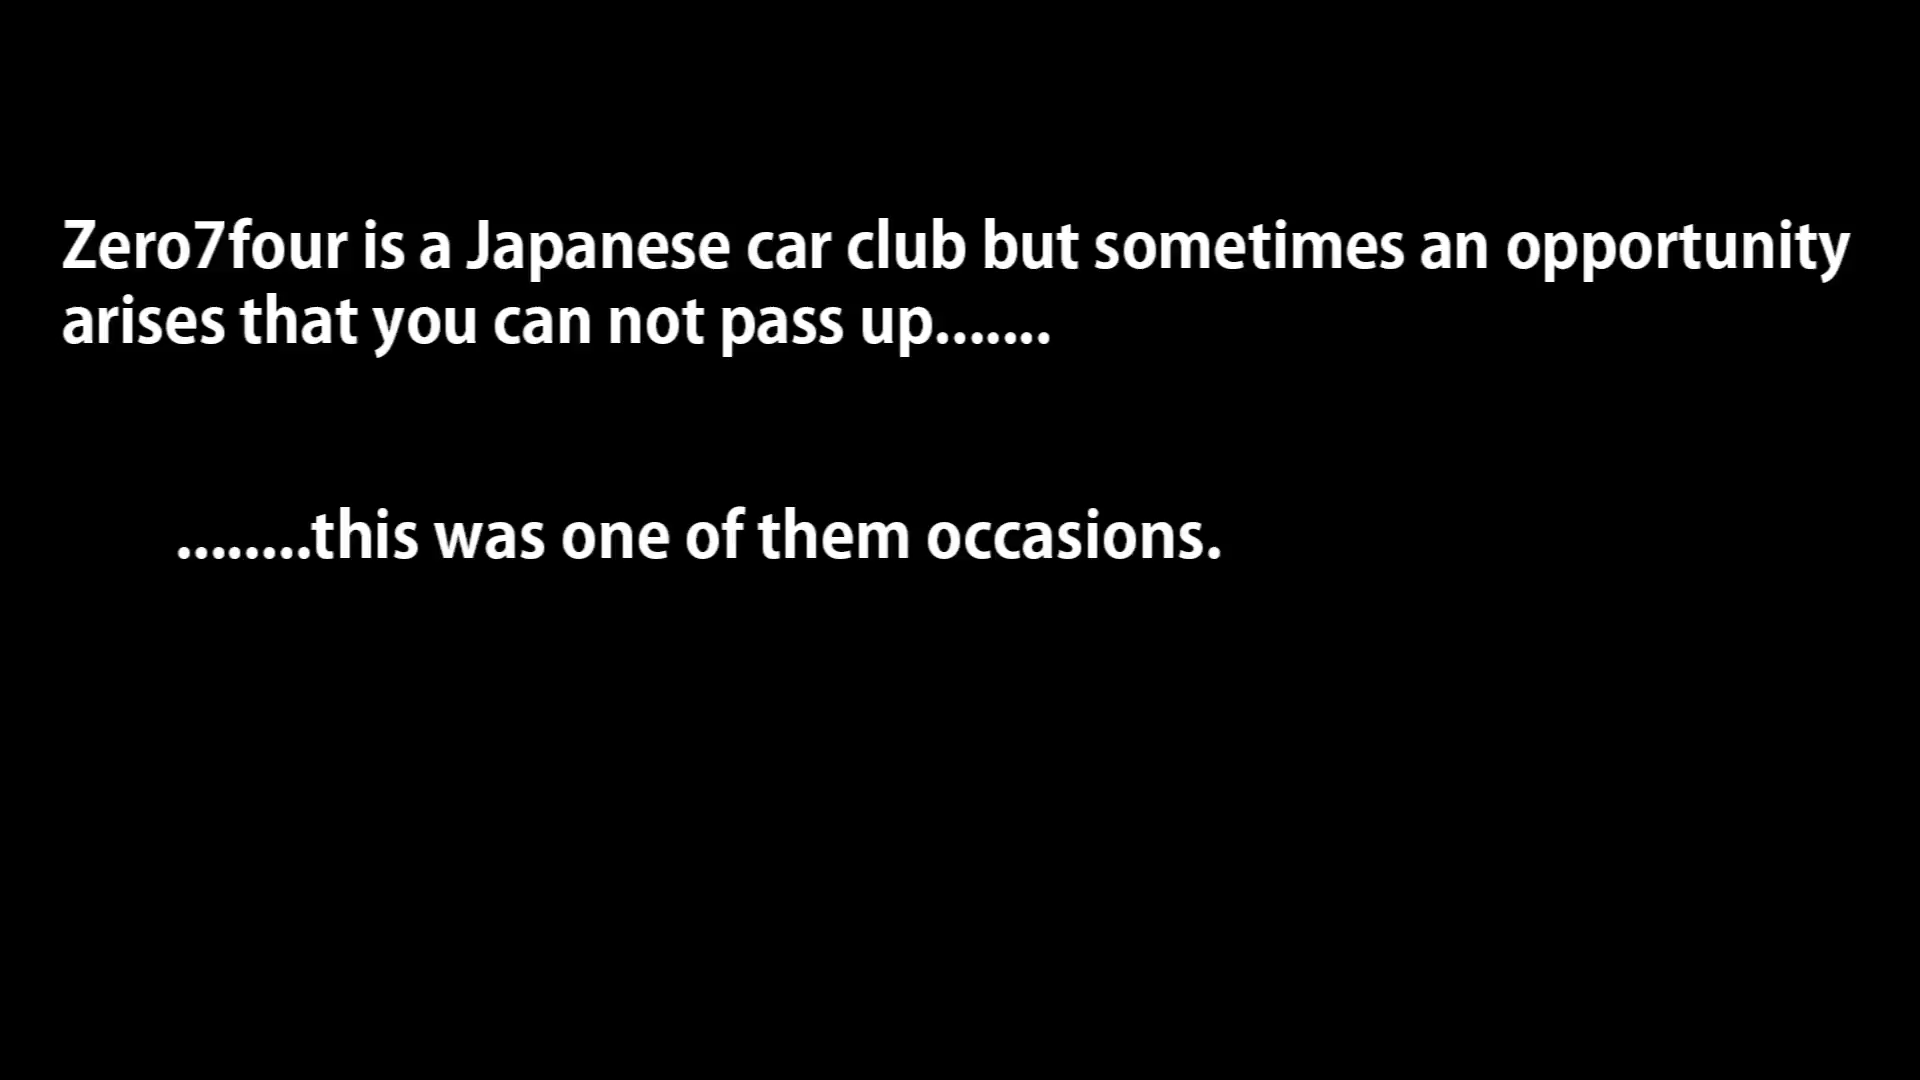 Zero7four is a Japanese car club but sometimes an opportunity
arises that you can not pass up.......
........this was one of them occasions.